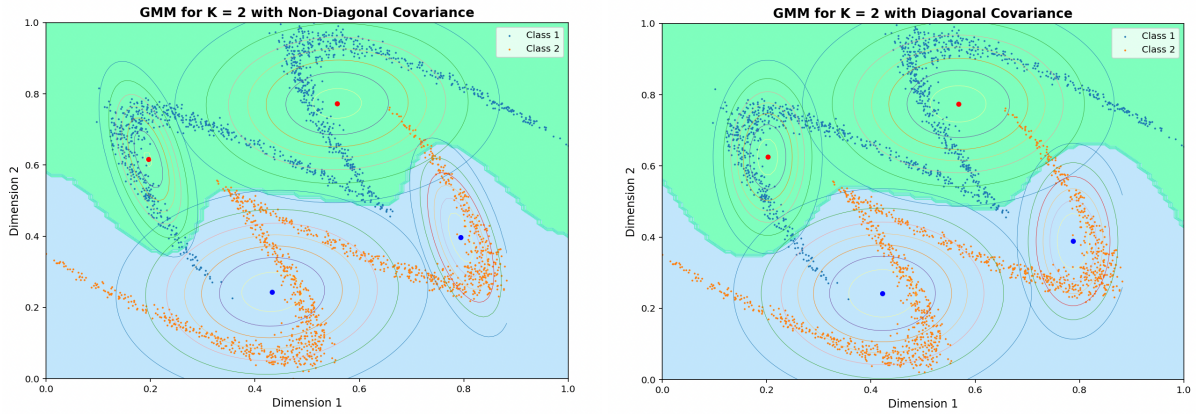 GMM for K = 2 with Non-Diagonal Covariance
Class 1
Class 2
Dimension 2
1.0
0.8
0.6
0.4
0.2
0.0
0.0 0.2 0.4 0.6 0.8 1.0
Dimension 1
GMM for K = 2 with Diagonal Covariance
Class 1
Class 2
Dimension 2
1.0
0.8
0.6
0.4
0.2
0.0
0.0 0.2 0.4 0.6 0.8 1.0
Dimension 1